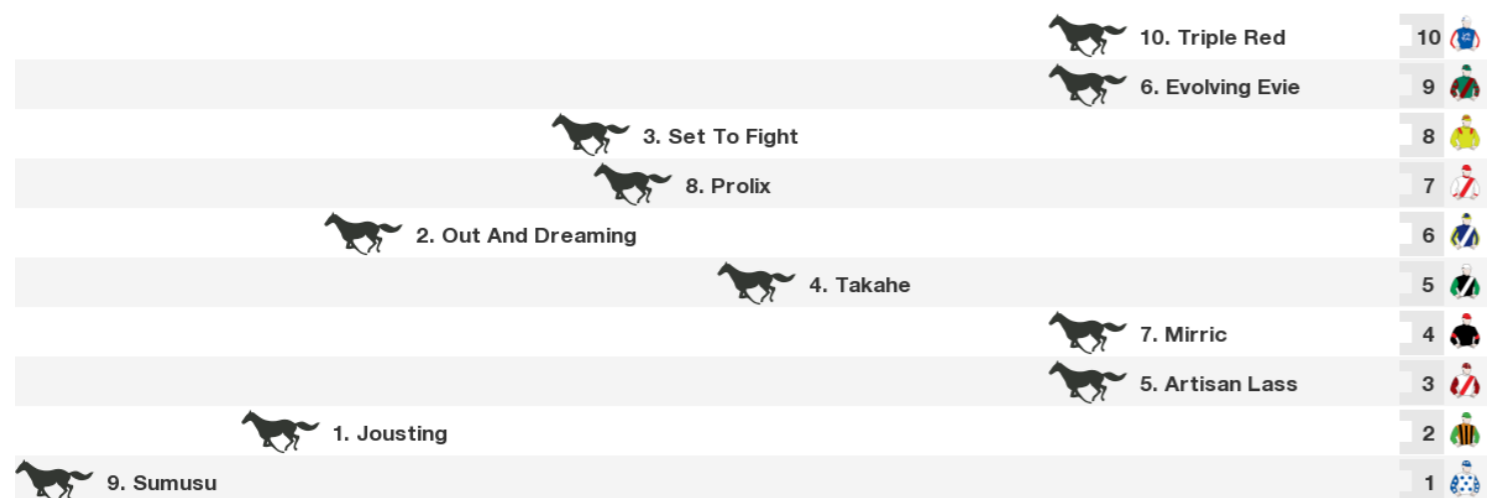 10. Triple Red 10
6. Evolving Evie 9
3. Set To Fight 8
8. Prolix 7
2. Out And Dreaming 6
4. Takahe 5
7. Mirric 4
5. Artisan Lass 3
1. Jousting 2
9. Sumusu 1